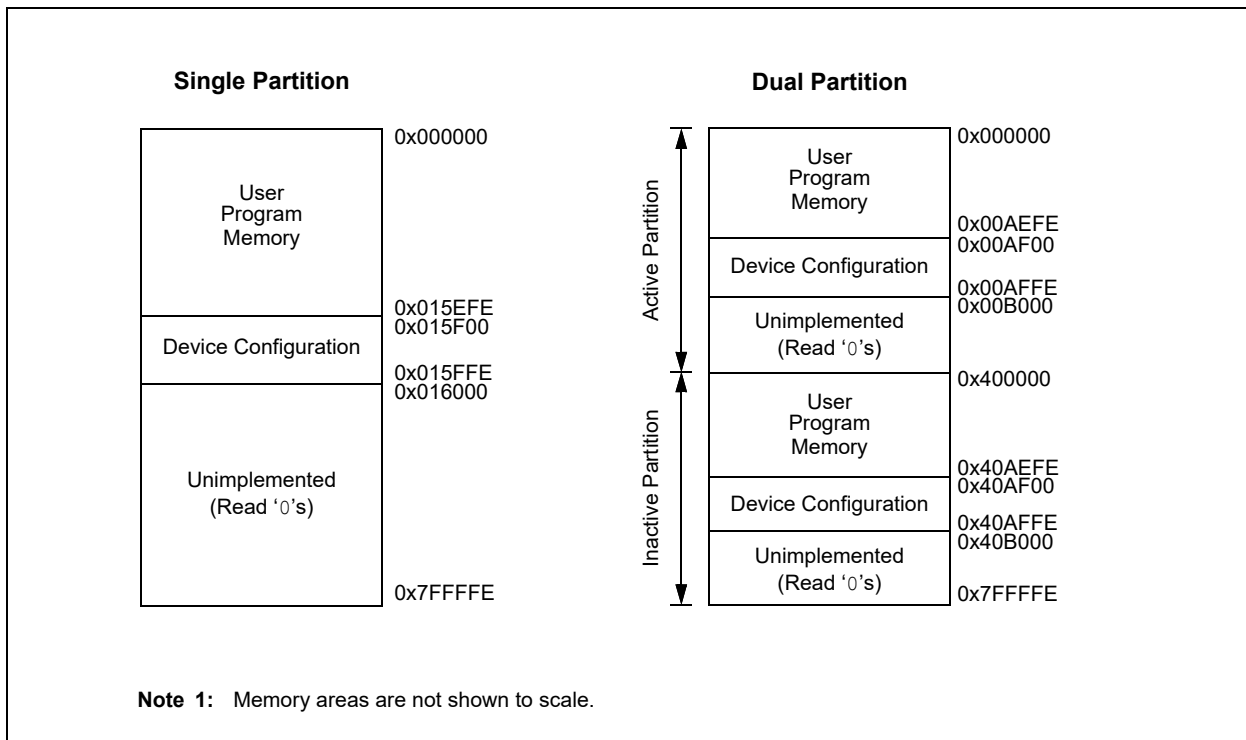 Single Partition
0x000000
User
Program
Memory
0x015EFE
0x015F00
Device Configuration
0x015FFE
0x016000
Unimplemented
(Read ‘0’s)
0x7FFFFE
Dual Partition
Active Partition
0x000000
User
Program
Memory
0x00AEFE
0x00AF00
Device Configuration
0x00AFFE
0x00B000
Unimplemented
(Read ‘0’s)
Inactive Partition
0x400000
User
Program
Memory
0x40AEFE
0x40AF00
Device Configuration
0x40AFFE
0x40B000
Unimplemented
(Read ‘0’s)
0x7FFFFE
Note 1: Memory areas are not shown to scale.